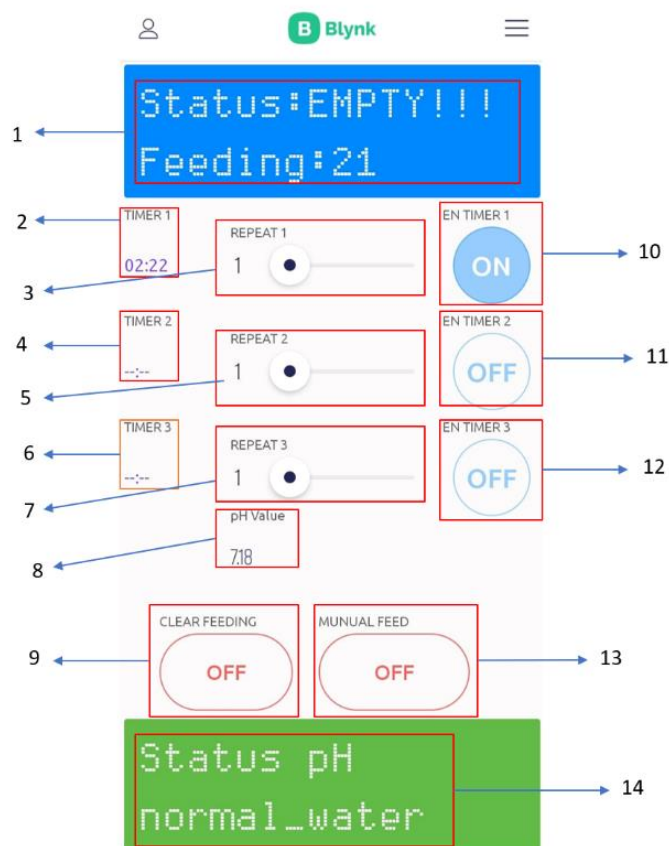 B Blynk
Status:EMPTY!!!
1
Feeding:21
2
TIMER 1
02:22
3
REPEAT 1
1
EN TIMER 1
ON
10
4
TIMER 2
--:--
5
REPEAT 2
1
EN TIMER 2
OFF
11
6
TIMER 3
--:--
7
REPEAT 3
1
EN TIMER 3
OFF
12
8
pH Value
7.18
9
CLEAR FEEDING
OFF
MUNUAL FEED
OFF
13
Status pH
normal_water
14